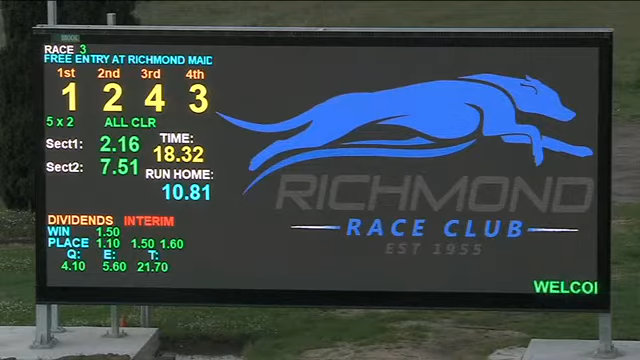 RACE 3
FREE ENTRY AT RICHMOND MAID
1st 2nd 3rd 4th
1 2 4 3
5 x 2 ALL CLR
Sect1: 2.16 TIME:
18.32
Sect2: 7.51
RUN HOME:
10.81
DIVIDENDS INTERIM
WIN 1.50
PLACE 1.10 1.50 1.60
Q: E: T:
4.10 5.60 21.70
RICHMOND
RACE CLUB
EST 1955
WELCOI